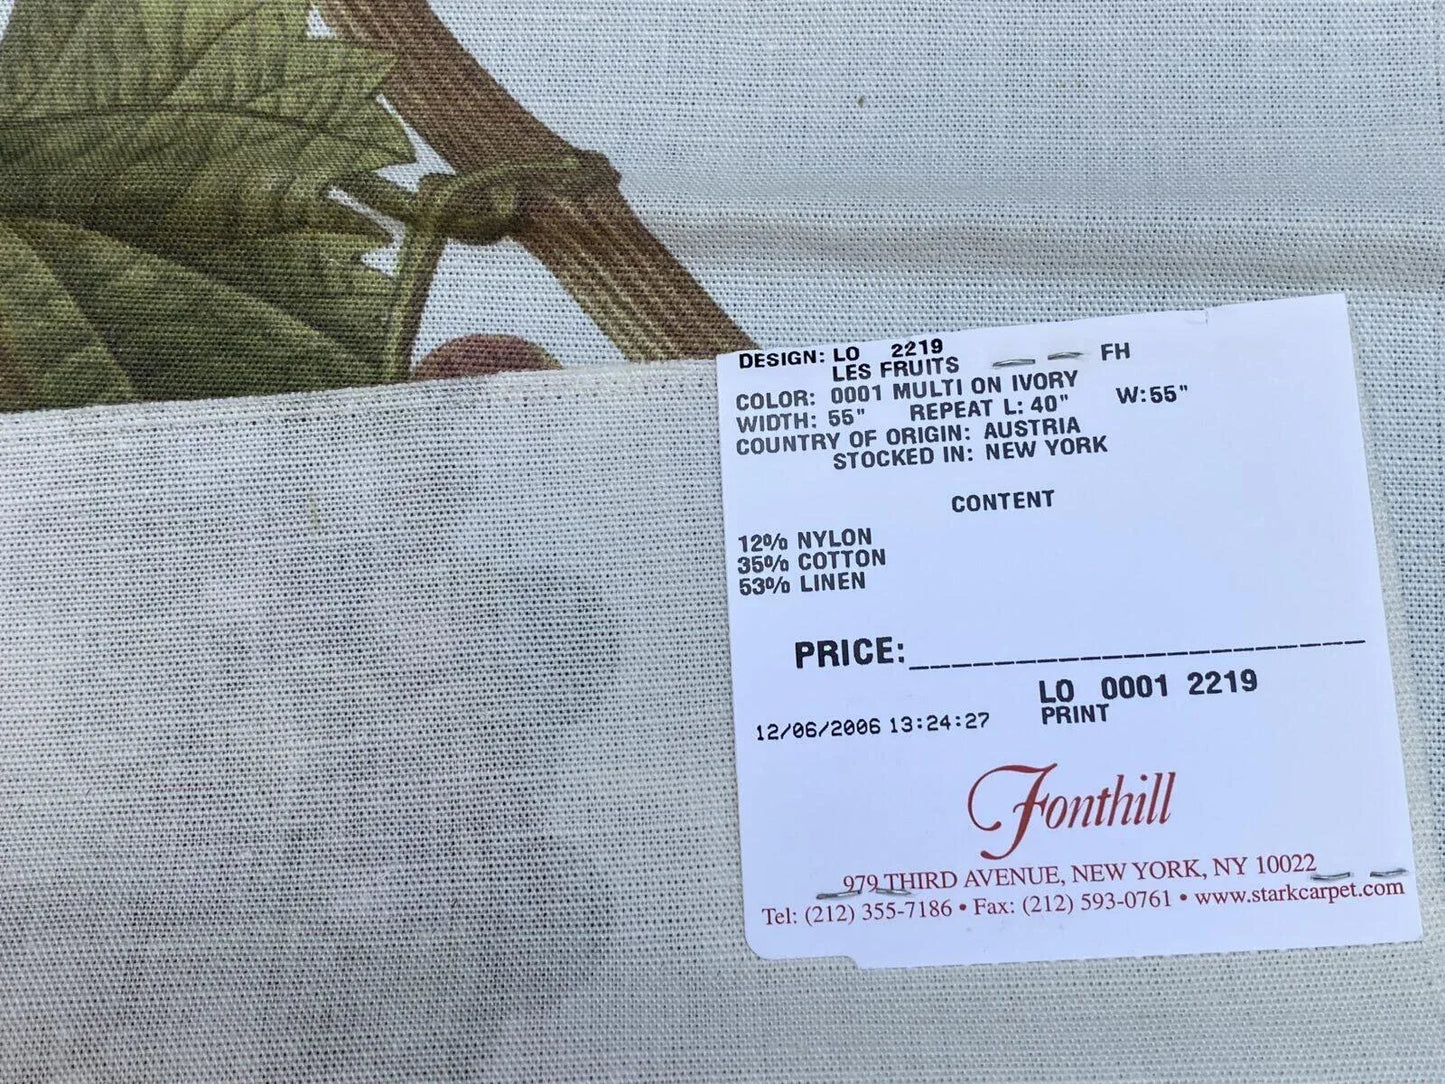 DESIGN: LO 2219 FH
LES FRUITS
COLOR: 0001 MULTI ON IVORY
WIDTH: 55" REPEAT L: 40" W:55"
COUNTRY OF ORIGIN: AUSTRIA
STOCKED IN: NEW YORK
CONTENT
12% NYLON
35% COTTON
53% LINEN
PRICE:
LO 0001 2219
12/06/2006 13:24:27 PRINT
Fonthill
979 THIRD AVENUE, NEW YORK, NY 10022
Tel: (212) 355-7186 • Fax: (212) 593-0761 • www.starkcarpet.com